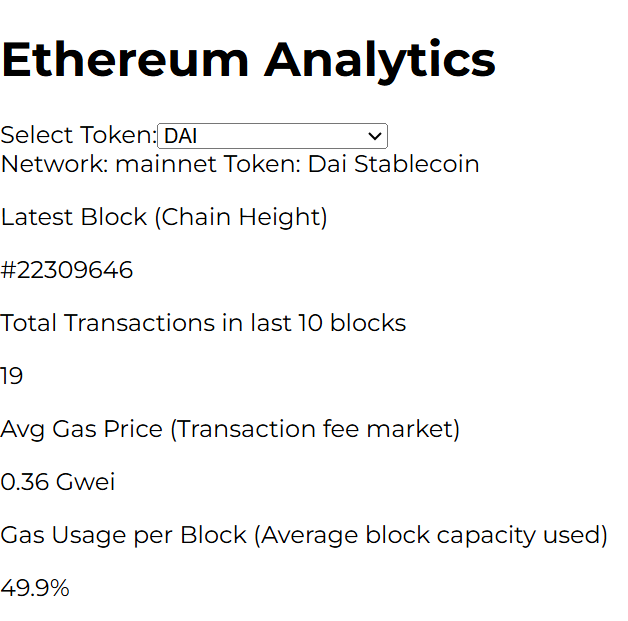 Ethereum Analytics
Select Token: DAI
Network: mainnet Token: Dai Stablecoin
Latest Block (Chain Height)
#22309646
Total Transactions in last 10 blocks
19
Avg Gas Price (Transaction fee market)
0.36 Gwei
Gas Usage per Block (Average block capacity used)
49.9%